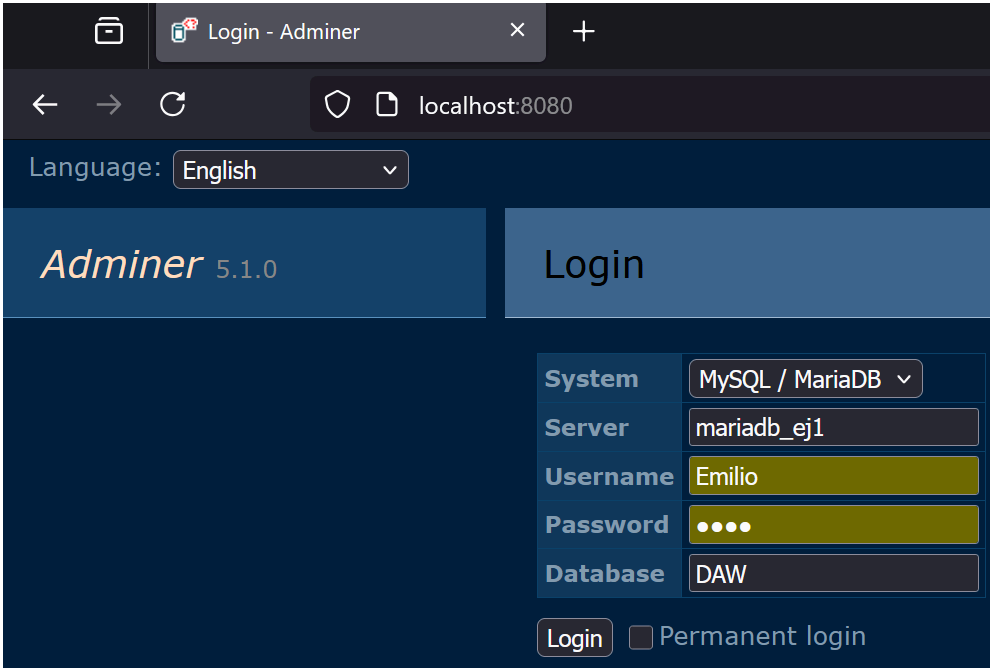 Login - Adminer
localhost:8080
Language: English
Adminer 5.1.0
Login
System MySQL / MariaDB
Server mariadb_ej1
Username Emilio
Password ●●●●
Database DAW
Login Permanent login